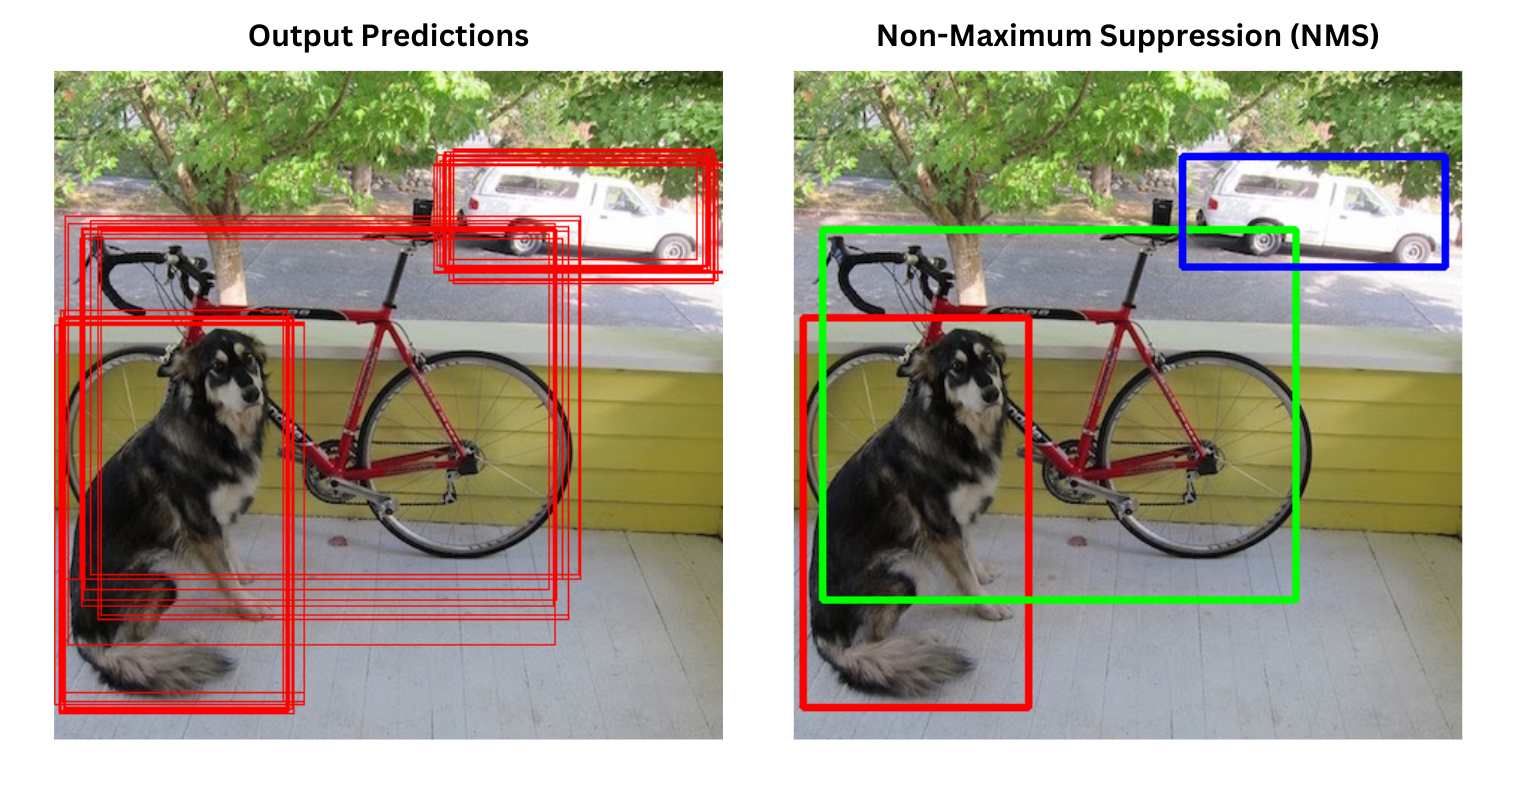 Output Predictions
Non-Maximum Suppression (NMS)